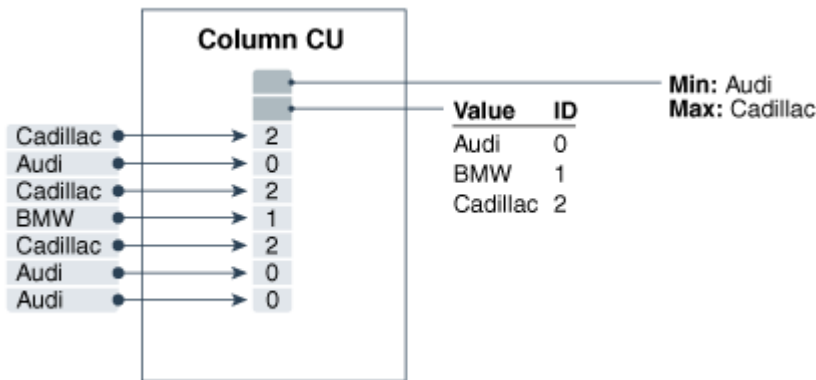 Column CU
Min: Audi
Max: Cadillac
Value ID
Audi 0
BMW 1
Cadillac 2
Cadillac 2
Audi 0
Cadillac 2
BMW 1
Cadillac 2
Audi 0
Audi 0